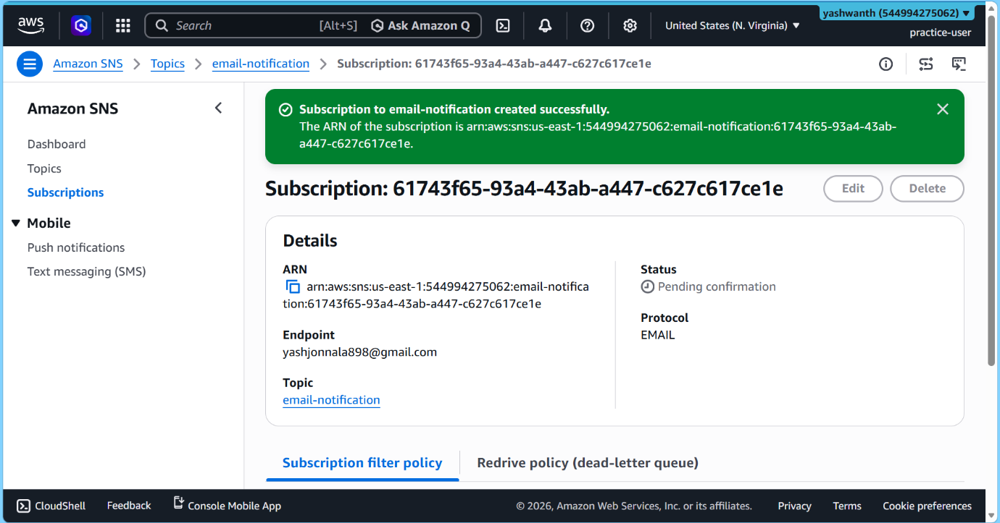 aws
Search [Alt+S] Ask Amazon Q United States (N. Virginia) ▼ yashwanth (544994275062) ▼
practice-user
Amazon SNS > Topics > email-notification > Subscription: 61743f65-93a4-43ab-a447-c627c617ce1e
Amazon SNS
Dashboard
Topics
Subscriptions
Mobile
Push notifications
Text messaging (SMS)
Subscription to email-notification created successfully.
The ARN of the subscription is arn:aws:sns:us-east-1:544994275062:email-notification:61743f65-93a4-43ab-
a447-c627c617ce1e.
Subscription: 61743f65-93a4-43ab-a447-c627c617ce1e
Edit Delete
Details
ARN
arn:aws:sns:us-east-1:544994275062:email-notifica
tion:61743f65-93a4-43ab-a447-c627c617ce1e
Endpoint
yashjonnala898@gmail.com
Topic
email-notification
Status
Pending confirmation
Protocol
EMAIL
Subscription filter policy Redrive policy (dead-letter queue)
CloudShell Feedback Console Mobile App © 2026, Amazon Web Services, Inc. or its affiliates. Privacy Terms Cookie preferences